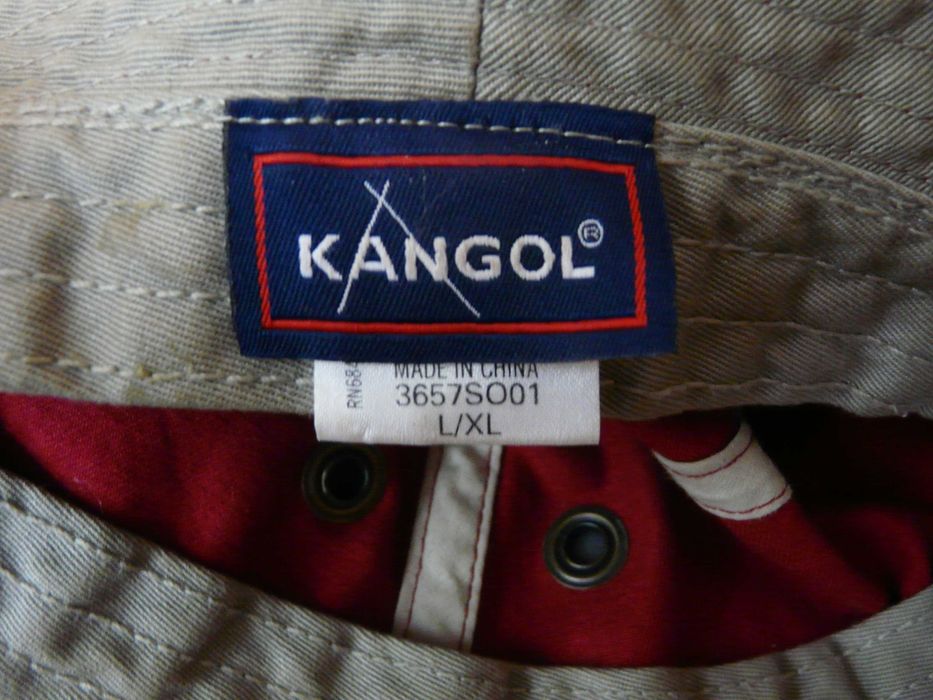 KANGOL®
MADE IN CHINA
3657SO01
L/XL